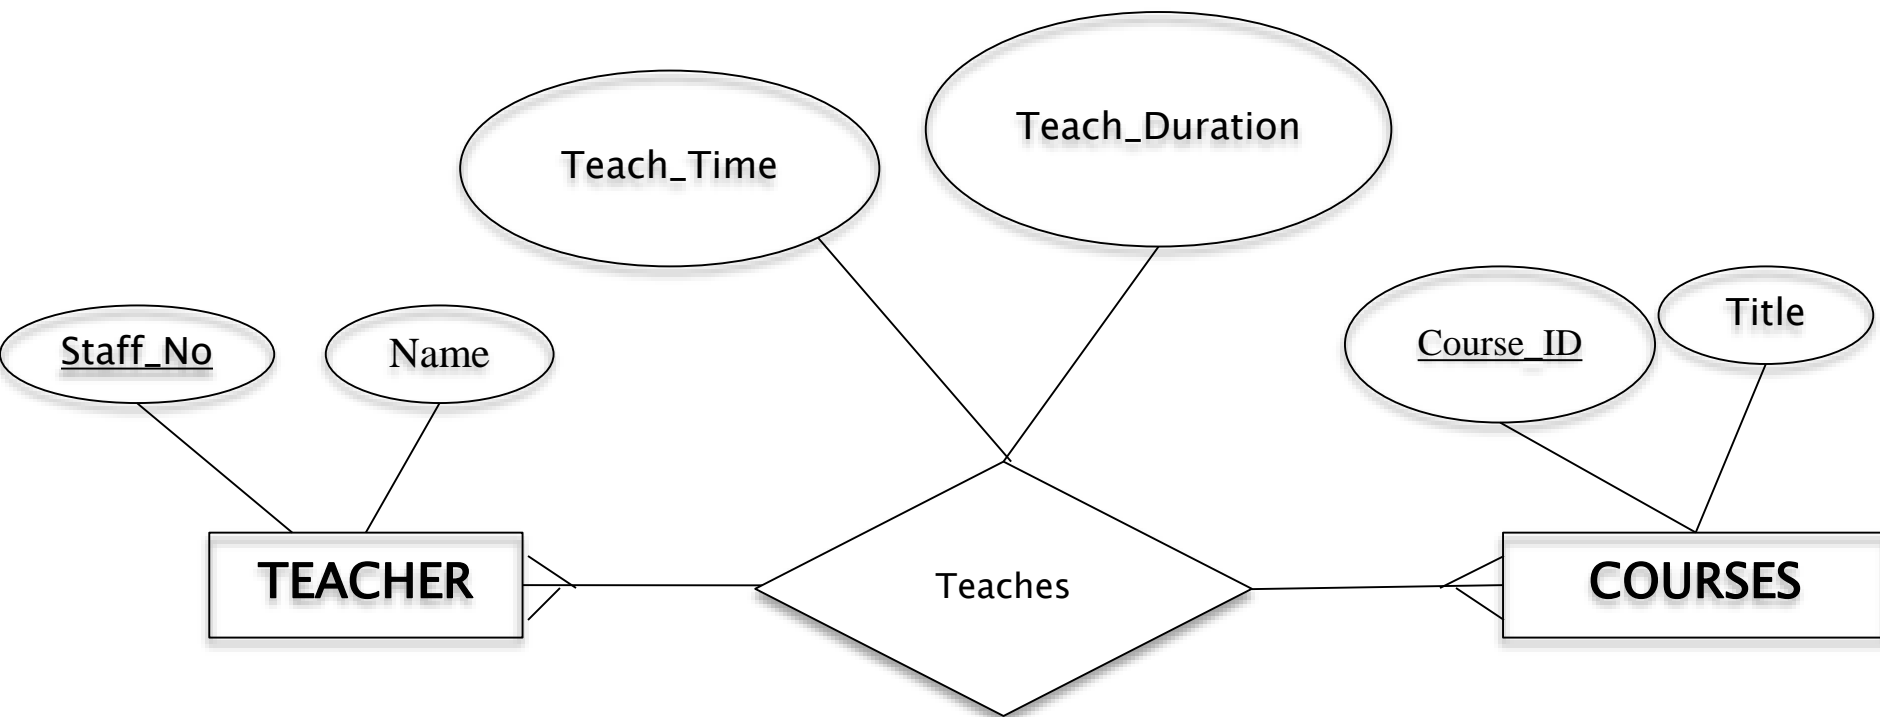 Teach_Duration
Teach_Time
Staff_No
Name
Course_ID
Title
TEACHER
Teaches
COURSES